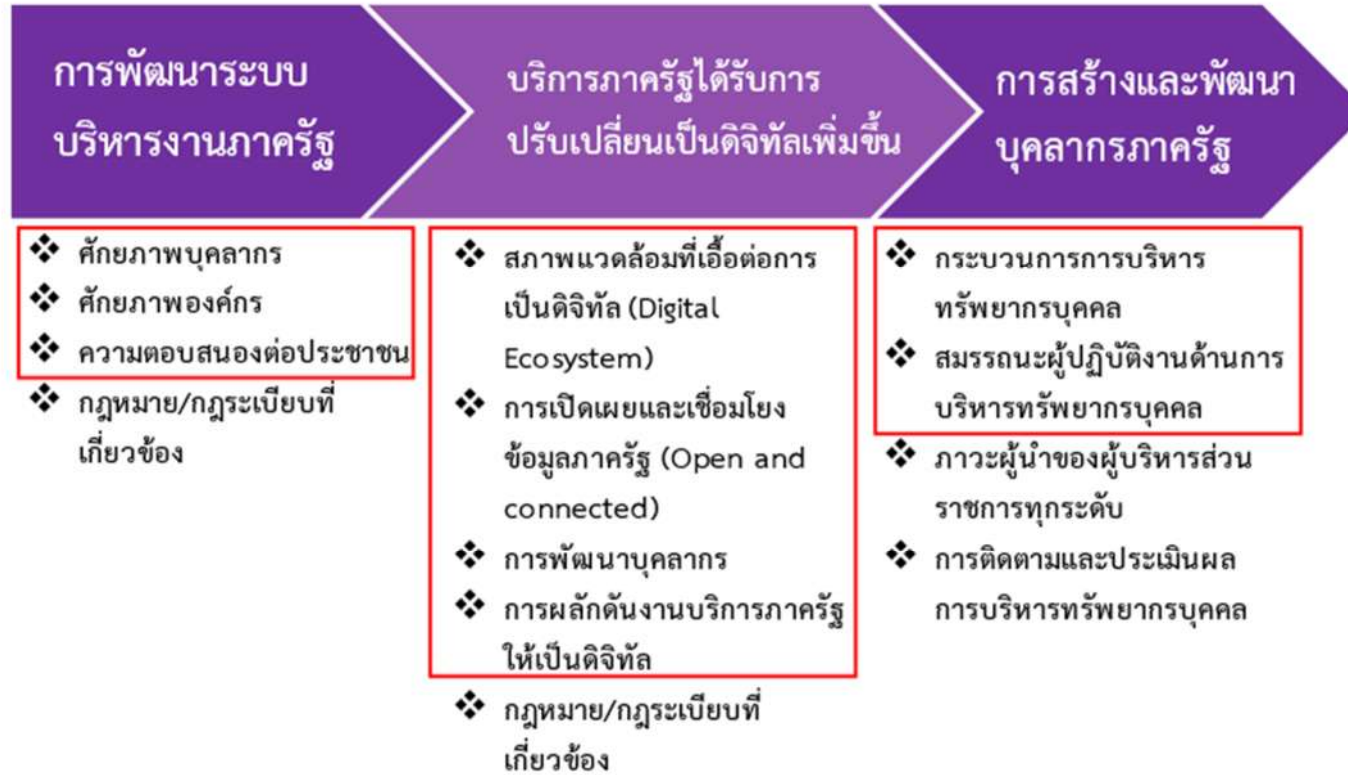 การพัฒนาระบบ
บริหารงานภาครัฐ
บริการภาครัฐได้รับการ
ปรับเปลี่ยนเป็นดิจิทัลเพิ่มขึ้น
การสร้างและพัฒนา
บุคลากรภาครัฐ
❖ ศักยภาพบุคลากร
❖ ศักยภาพองค์กร
❖ ความตอบสนองต่อประชาชน
❖ กฎหมาย/กฎระเบียบที่
เกี่ยวข้อง
❖ สภาพแวดล้อมที่เอื้อต่อการ
เป็นดิจิทัล (Digital
Ecosystem)
❖ การเปิดเผยและเชื่อมโยง
ข้อมูลภาครัฐ (Open and
connected)
❖ การพัฒนาบุคลากร
❖ การผลักดันงานบริการภาครัฐ
ให้เป็นดิจิทัล
❖ กฎหมาย/กฎระเบียบที่
เกี่ยวข้อง
❖ กระบวนการการบริหาร
ทรัพยากรบุคคล
❖ สมรรถนะผู้ปฏิบัติงานด้านการ
บริหารทรัพยากรบุคคล
❖ ภาวะผู้นำของผู้บริหารส่วน
ราชการทุกระดับ
❖ การติดตามและประเมินผล
การบริหารทรัพยากรบุคคล